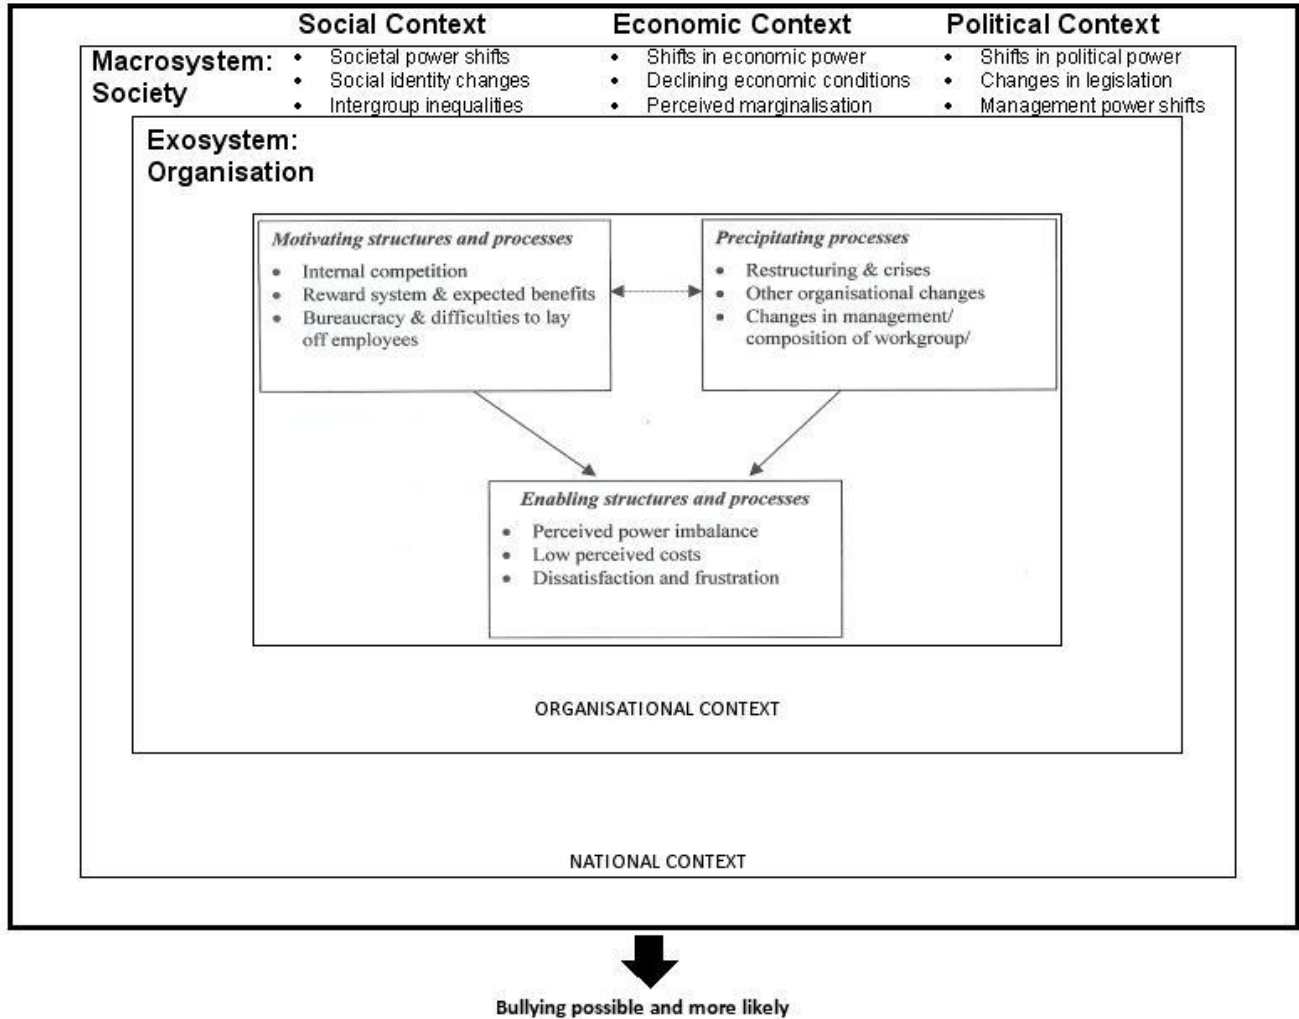 Social Context
Economic Context
Political Context
Macrosystem:
Society
• Societal power shifts
• Social identity changes
• Intergroup inequalities
• Shifts in economic power
• Declining economic conditions
• Perceived marginalisation
• Shifts in political power
• Changes in legislation
• Management power shifts
Exosystem:
Organisation
Motivating structures and processes
• Internal competition
• Reward system & expected benefits
• Bureaucracy & difficulties to lay
off employees
Precipitating processes
• Restructuring & crises
• Other organisational changes
• Changes in management/
composition of workgroup/
Enabling structures and processes
• Perceived power imbalance
• Low perceived costs
• Dissatisfaction and frustration
ORGANISATIONAL CONTEXT
NATIONAL CONTEXT
Bullying possible and more likely